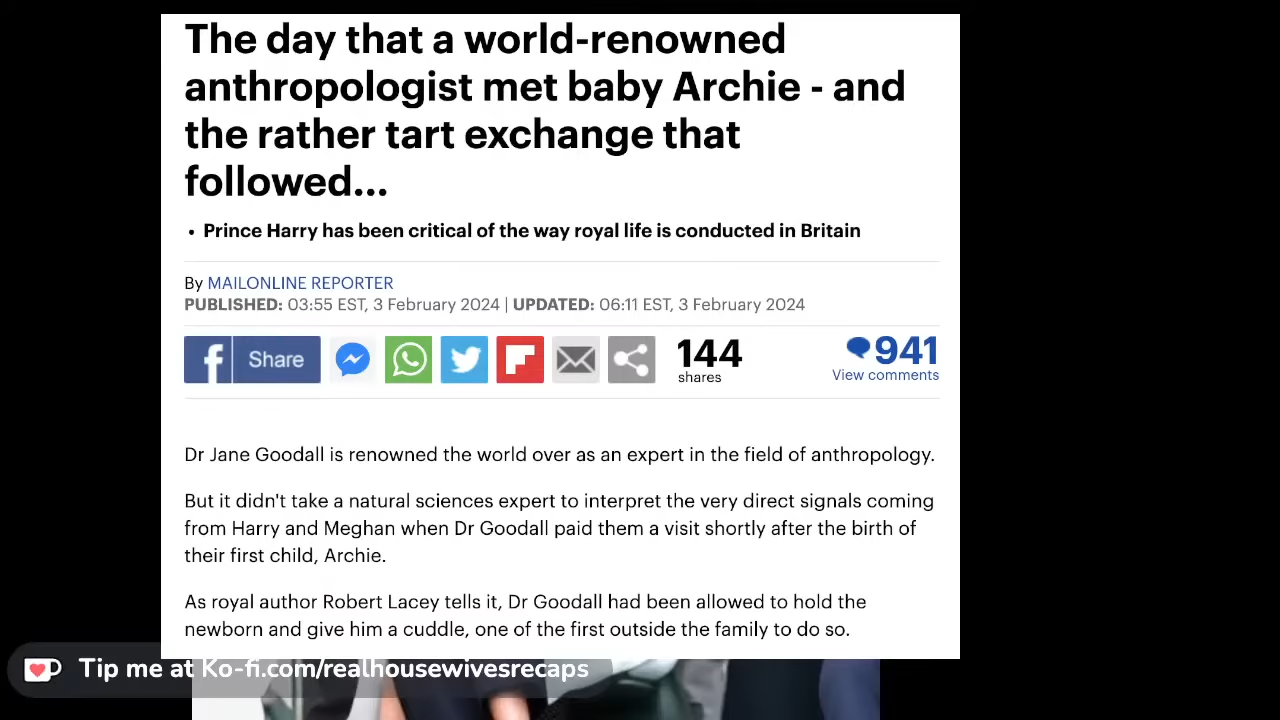 The day that a world-renowned
anthropologist met baby Archie - and
the rather tart exchange that
followed...
• Prince Harry has been critical of the way royal life is conducted in Britain
By MAILONLINE REPORTER
PUBLISHED: 03:55 EST, 3 February 2024 | UPDATED: 06:11 EST, 3 February 2024
f Share 144 shares
941 View comments
Dr Jane Goodall is renowned the world over as an expert in the field of anthropology.
But it didn't take a natural sciences expert to interpret the very direct signals coming
from Harry and Meghan when Dr Goodall paid them a visit shortly after the birth of
their first child, Archie.
As royal author Robert Lacey tells it, Dr Goodall had been allowed to hold the
newborn and give him a cuddle, one of the first outside the family to do so.
Tip me at Ko-fi.com/realhousewivesrecaps